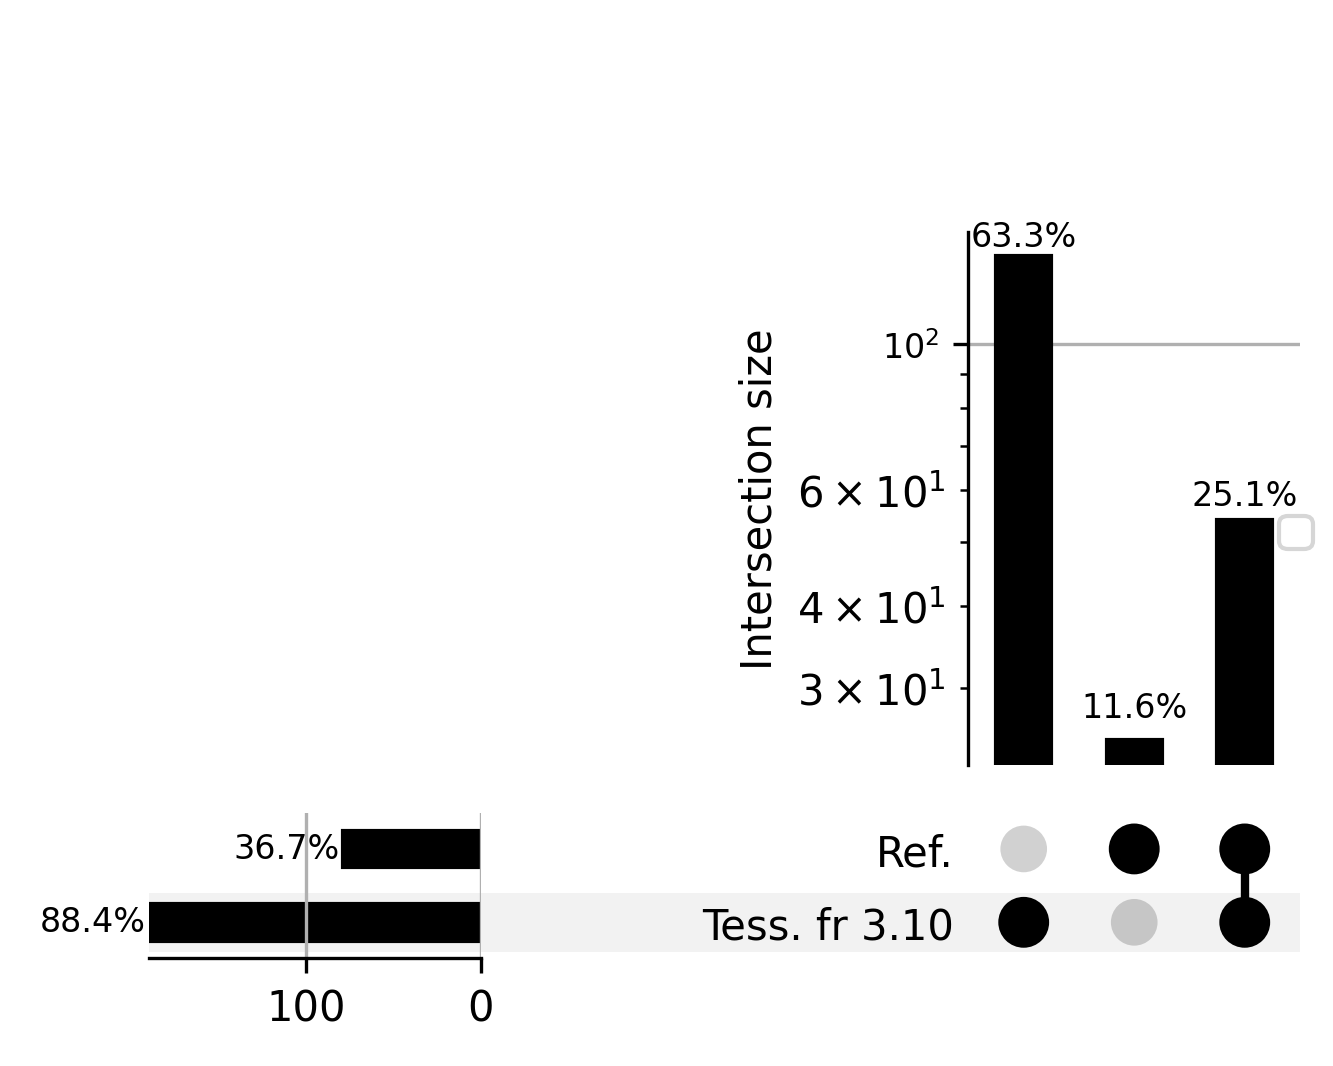 63.3%
10²
Intersection size
6 × 10¹
25.1%
4 × 10¹
3 × 10¹
11.6%
36.7%
Ref.
88.4%
Tess. fr 3.10
100 0